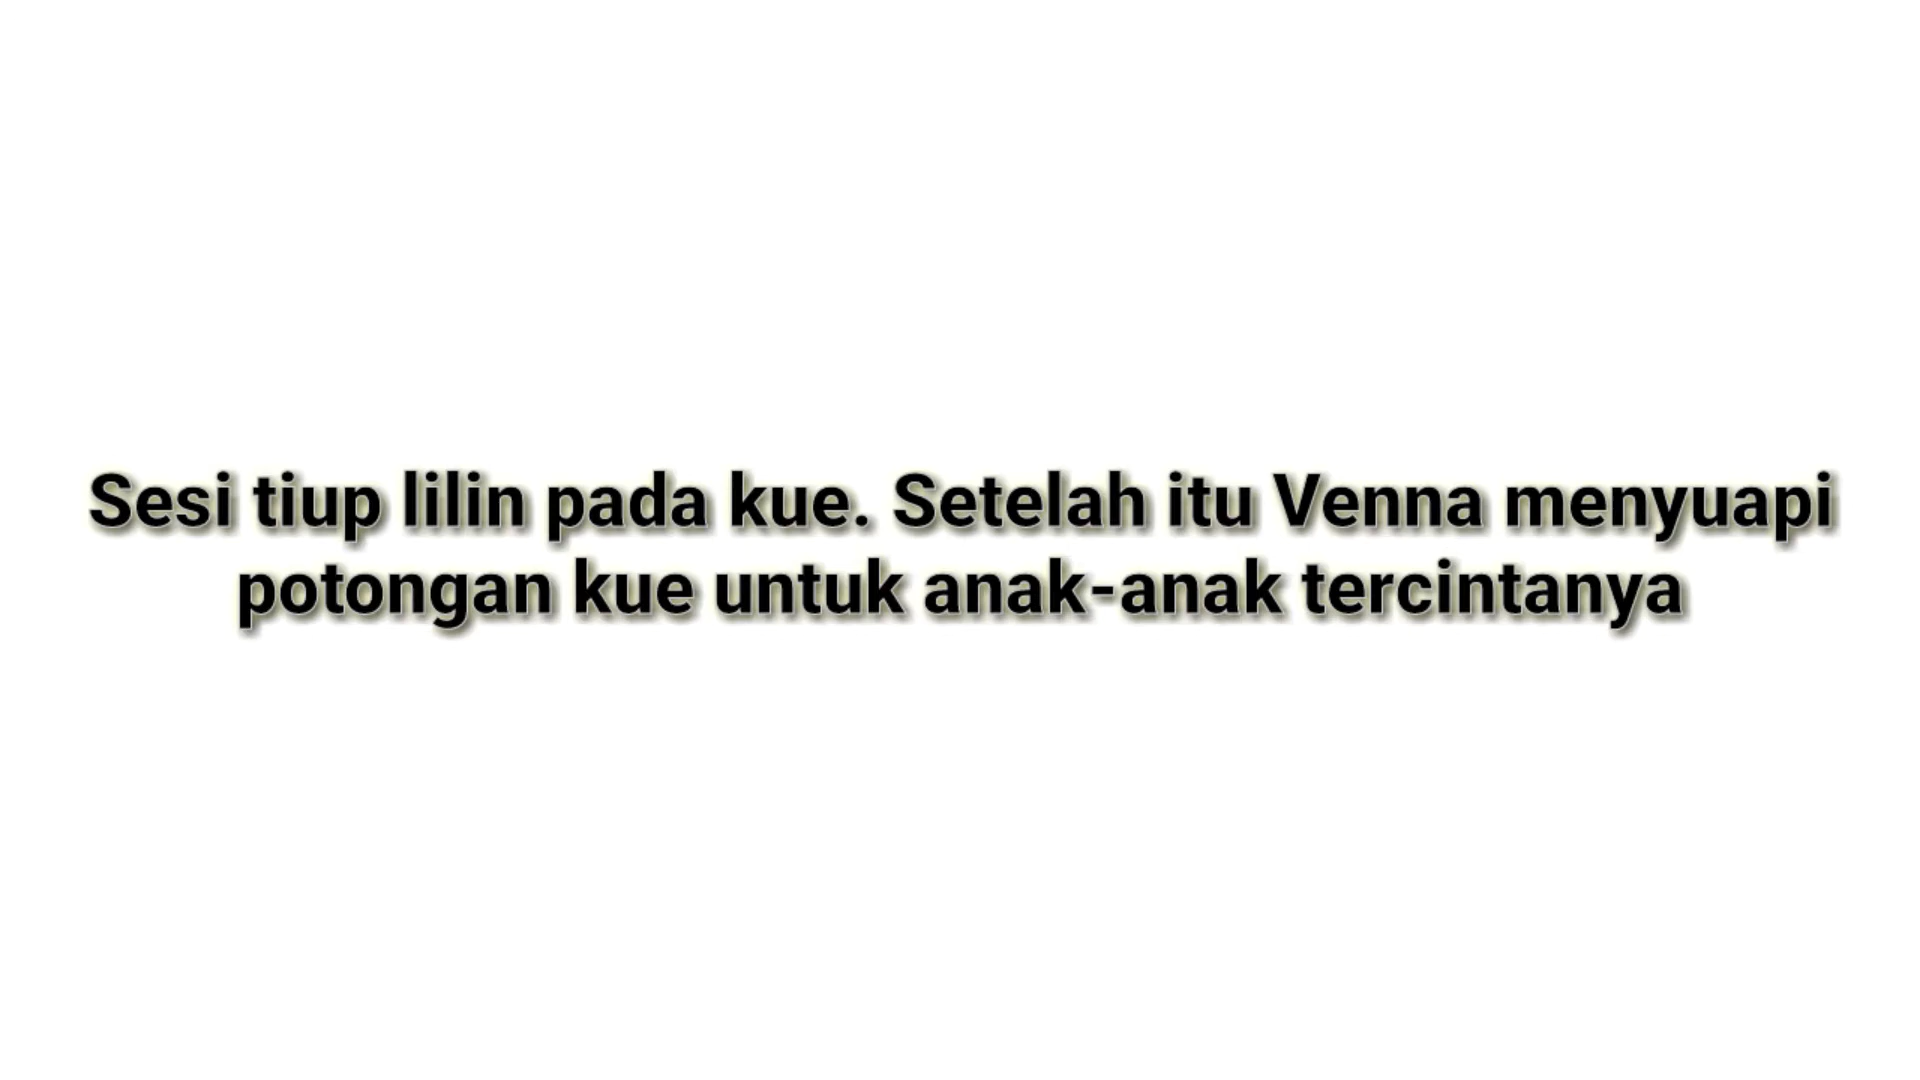 Sesi tiup lilin pada kue. Setelah itu Venna menyuapi
potongan kue untuk anak-anak tercintanya